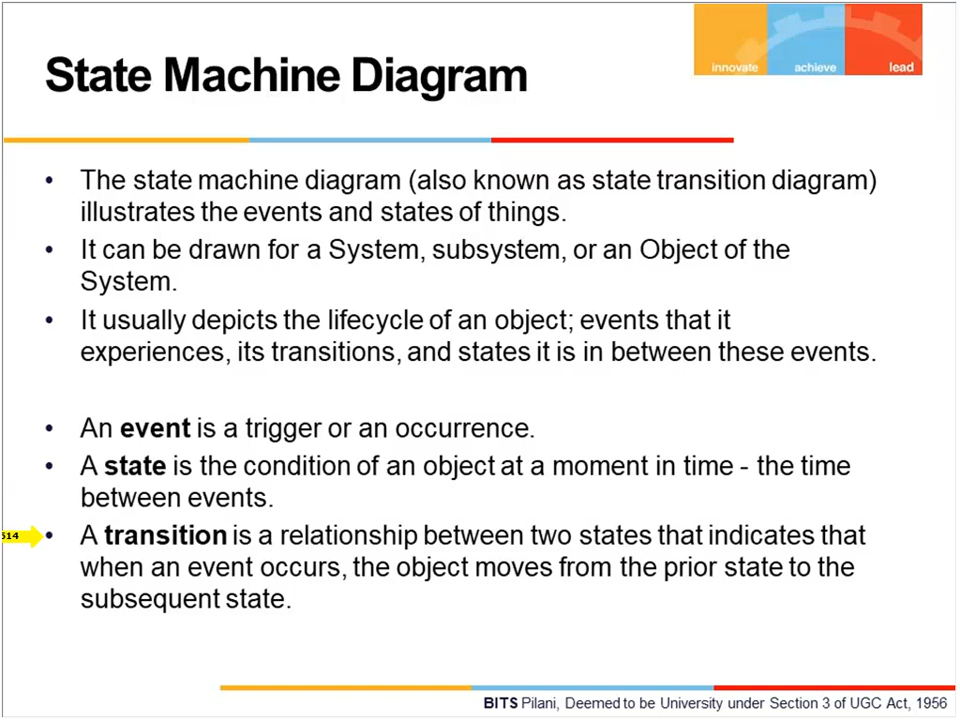 innovate achieve lead
State Machine Diagram
• The state machine diagram (also known as state transition diagram)
illustrates the events and states of things.
• It can be drawn for a System, subsystem, or an Object of the
System.
• It usually depicts the lifecycle of an object; events that it
experiences, its transitions, and states it is in between these events.
• An event is a trigger or an occurrence.
• A state is the condition of an object at a moment in time - the time
between events.
614
• A transition is a relationship between two states that indicates that
when an event occurs, the object moves from the prior state to the
subsequent state.
BITS Pilani, Deemed to be University under Section 3 of UGC Act, 1956